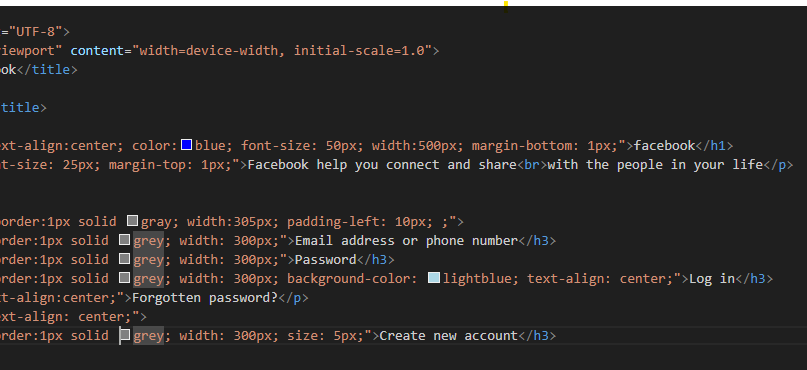 ="UTF-8">
iewport" content="width=device-width, initial-scale=1.0">
ok</title>
title>
xt-align:center; color:blue; font-size: 50px; width:500px; margin-bottom: 1px;">facebook</h1>
t-size: 25px; margin-top: 1px;">Facebook help you connect and share<br>with the people in your life</p>
order:1px solid gray; width:305px; padding-left: 10px; ;">
rder:1px solid grey; width: 300px;">Email address or phone number</h3>
rder:1px solid grey; width: 300px;">Password</h3>
rder:1px solid grey; width: 300px; background-color: lightblue; text-align: center;">Log in</h3>
t-align:center;">Forgotten password?</p>
xt-align: center;">
rder:1px solid grey; width: 300px; size: 5px;">Create new account</h3>